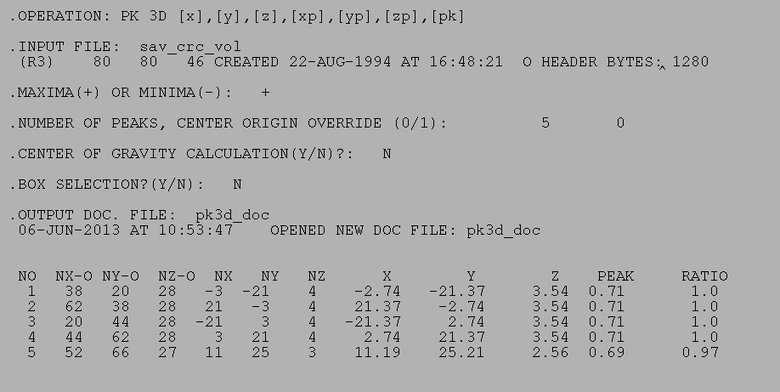 .OPERATION: PK 3D [x],[y],[z],[xp],[yp],[zp],[pk]
.INPUT FILE: sav_crc_vol
(R3) 80 80 46 CREATED 22-AUG-1994 AT 16:48:21 O HEADER BYTES:^ 1280
.MAXIMA(+) OR MINIMA(-): +
.NUMBER OF PEAKS, CENTER ORIGIN OVERRIDE (0/1): 5 0
.CENTER OF GRAVITY CALCULATION(Y/N)?: N
.BOX SELECTION?(Y/N): N
.OUTPUT DOC. FILE: pk3d_doc
06-JUN-2013 AT 10:53:47 OPENED NEW DOC FILE: pk3d_doc
NO NX-O NY-O NZ-O NX NY NZ X Y Z PEAK RATIO
1 38 20 28 -3 -21 4 -2.74 -21.37 3.54 0.71 1.0
2 62 38 28 21 -3 4 21.37 -2.74 3.54 0.71 1.0
3 20 44 28 -21 3 4 -21.37 2.74 3.54 0.71 1.0
4 44 62 28 3 21 4 2.74 21.37 3.54 0.71 1.0
5 52 66 27 11 25 3 11.19 25.21 2.56 0.69 0.97